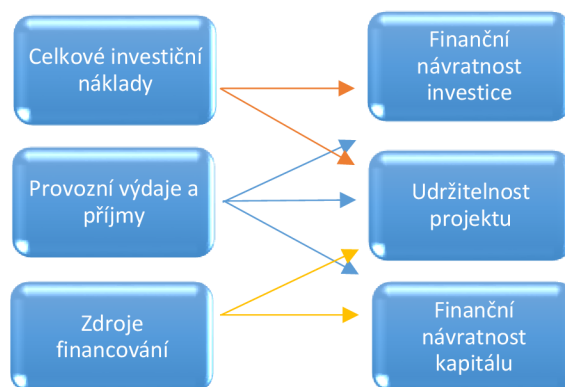 Celkové investiční
náklady
Finanční
návratnost
investice
Provozní výdaje a
příjmy
Udržitelnost
projektu
Zdroje
financování
Finanční
návratnost
kapitálu